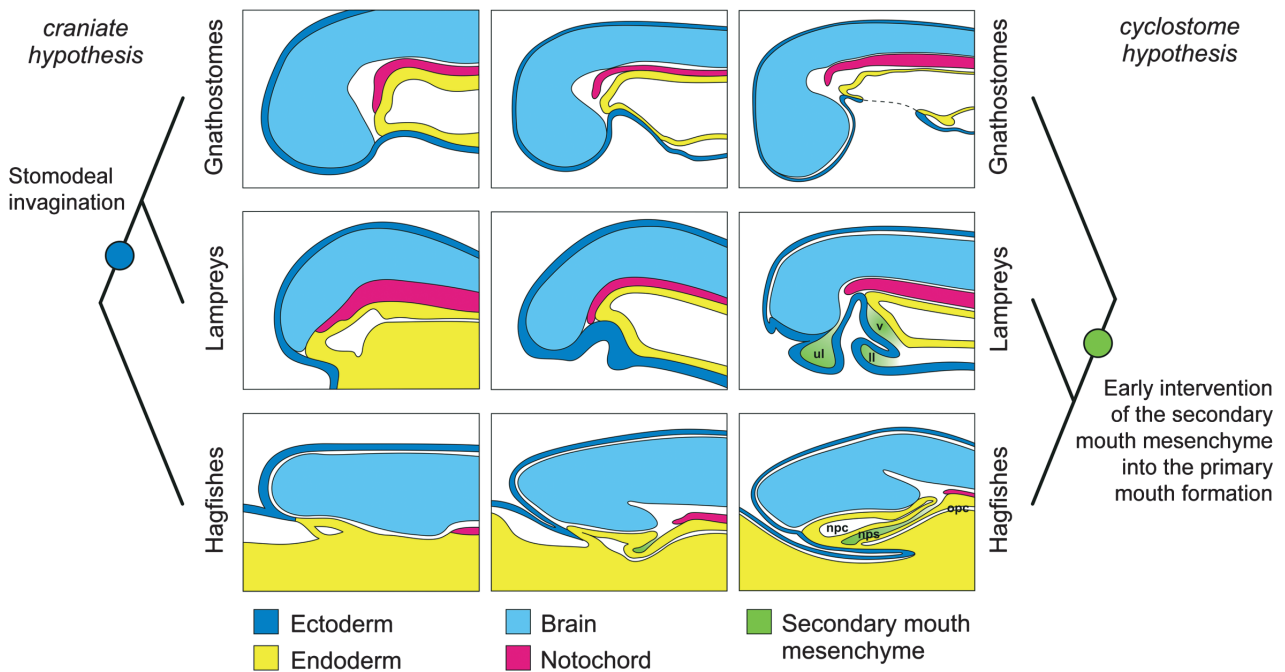 craniate
hypothesis
cyclostome
hypothesis
Gnathostomes
Gnathostomes
Stomodeal
invagination
Lampreys
ul
v
ll
Lampreys
Early intervention
of the secondary
mouth mesenchyme
into the primary
mouth formation
Hagfishes
npc
nps
opc
Hagfishes
Ectoderm
Brain
Secondary mouth
mesenchyme
Endoderm
Notochord